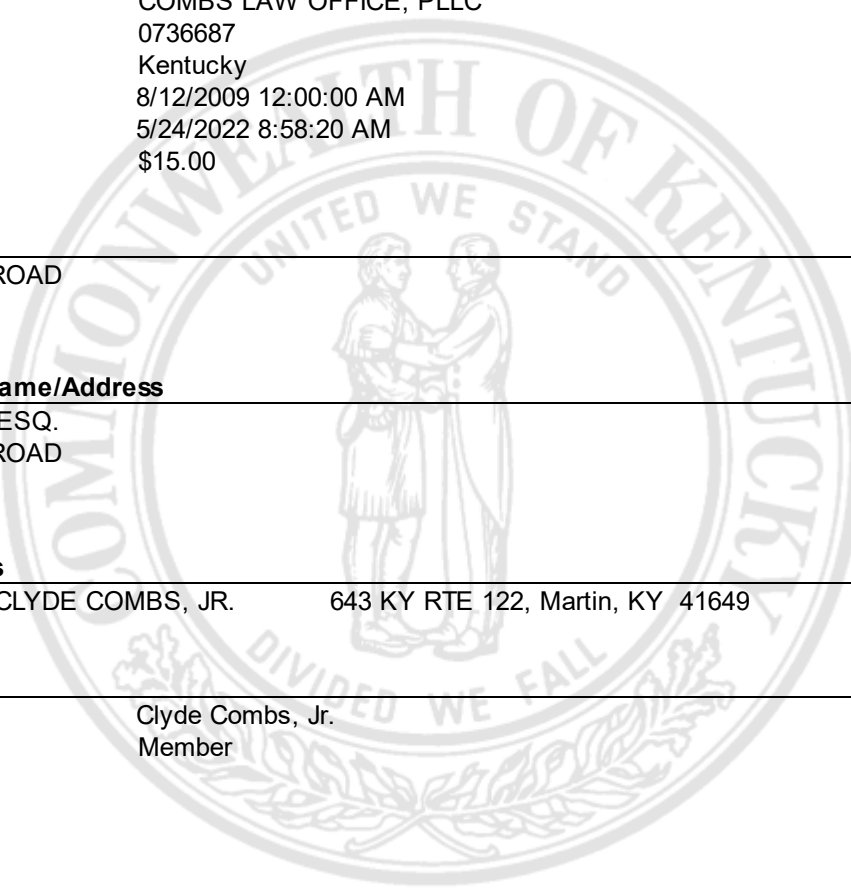 COMBS LAW OFFICE, PLLC
0736687
Kentucky
8/12/2009 12:00:00 AM
5/24/2022 8:58:20 AM
$15.00
ROAD
ame/Address
ESQ.
ROAD
s
CLYDE COMBS, JR. 643 KY RTE 122, Martin, KY 41649
Clyde Combs, Jr.
Member
COMMONWEALTH OF KENTUCKY
UNITED WE STAND
DIVIDED WE FALL